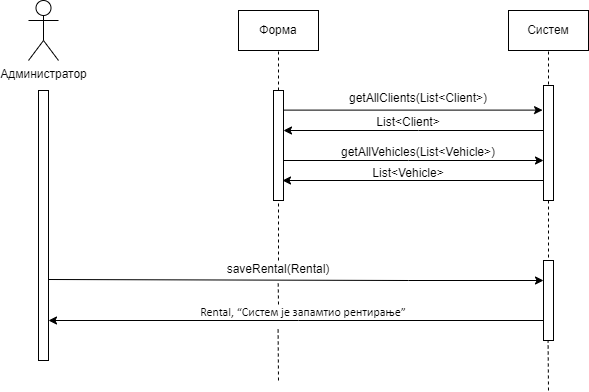 Форма
Систем
Администратор
getAllClients(List<Client>)
List<Client>
getAllVehicles(List<Vehicle>)
List<Vehicle>
saveRental(Rental)
Rental, “Систем је запамтио рентирање”